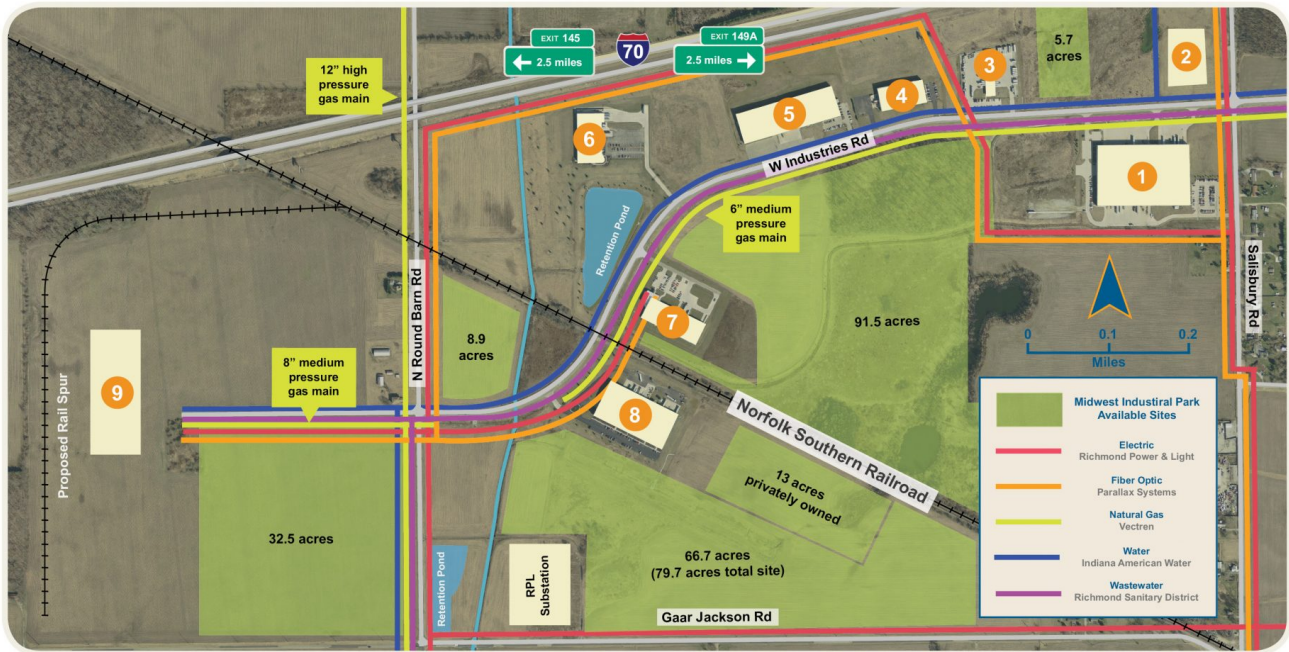 EXIT 145
2.5 miles
70
EXIT 149A
2.5 miles
12” high
pressure
gas main
5.7
acres
2
3
4
5
6
W Industries Rd
1
6” medium
pressure
gas main
Retention Pond
N Round Barn Rd
Salisbury Rd
7
91.5 acres
8.9
acres
0
0.1
0.2
Miles
8” medium
pressure
gas main
9
Proposed Rail Spur
8
Norfolk Southern Railroad
13 acres
privately owned
32.5 acres
66.7 acres
(79.7 acres total site)
RPL
Substation
Retention Pond
Gaar Jackson Rd
Midwest Industiral Park
Available Sites
Electric
Richmond Power & Light
Fiber Optic
Parallax Systems
Natural Gas
Vectren
Water
Indiana American Water
Wastewater
Richmond Sanitary District